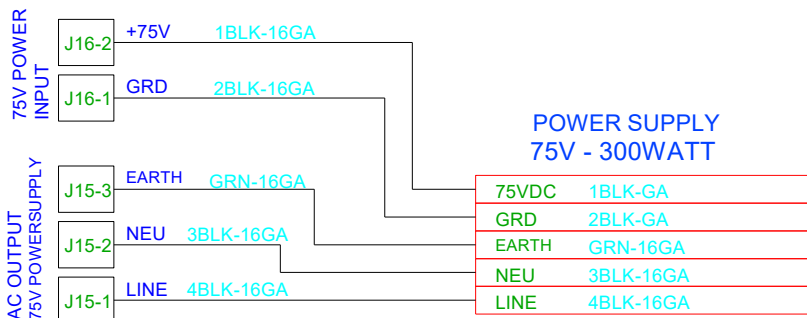 75V POWER
INPUT
J16-2 +75V 1BLK-16GA
J16-1 GRD 2BLK-16GA
AC OUTPUT
75V POWERSUPPLY
J15-3 EARTH GRN-16GA
J15-2 NEU 3BLK-16GA
J15-1 LINE 4BLK-16GA
POWER SUPPLY
75V - 300WATT
75VDC 1BLK-GA
GRD 2BLK-GA
EARTH GRN-16GA
NEU 3BLK-16GA
LINE 4BLK-16GA